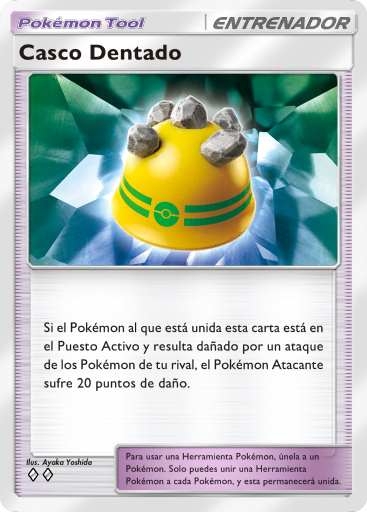 Pokémon Tool
ENTRENADOR
Casco Dentado
Si el Pokémon al que está unida esta carta está en
el Puesto Activo y resulta dañado por un ataque
de los Pokémon de tu rival, el Pokémon Atacante
sufre 20 puntos de daño.
Ilus. Ayaka Yoshida
Para usar una Herramienta Pokémon, únela a un
Pokémon. Solo puedes unir una Herramienta
Pokémon a cada Pokémon, y esta permanecerá unida.